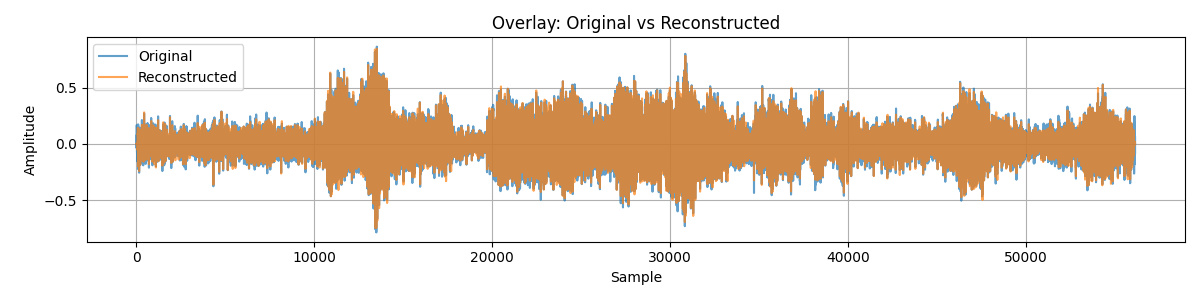 Overlay: Original vs Reconstructed
Original
Reconstructed
Amplitude
0.5
0.0
−0.5
0
10000
20000
30000
40000
50000
Sample